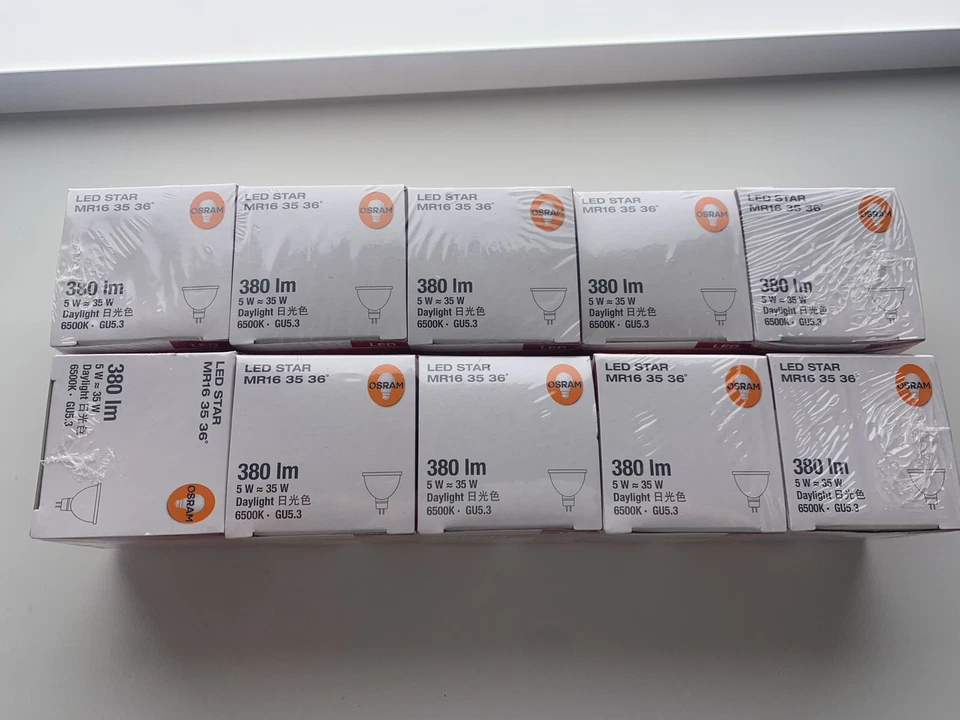 LED STAR
MR16 35 36°
OSRAM
380 lm
5 W ≈ 35 W
Daylight 日光色
6500K · GU5.3
LED STAR
MR16 35 36°
OSRAM
380 lm
5 W ≈ 35 W
Daylight 日光色
6500K · GU5.3
LED
LED STAR
MR16 35 36°
OSRAM
380 lm
5 W ≈ 35 W
Daylight 日光色
6500K · GU5.3
LED STAR
MR16 35 36°
OSRAM
380 lm
5 W ≈ 35 W
Daylight 日光色
6500K · GU5.3
LED
LED STAR
MR16 35 36°
OSRAM
380 lm
5 W ≈ 35 W
Daylight 日光色
6500K · GU5.3
LED STAR
MR16 35 36°
OSRAM
380 lm
5 W ≈ 35 W
Daylight 日光色
6500K · GU5.3
LED STAR
MR16 35 36°
OSRAM
380 lm
5 W ≈ 35 W
Daylight 日光色
6500K · GU5.3
LED STAR
MR16 35 36°
OSRAM
380 lm
5 W ≈ 35 W
Daylight 日光色
6500K · GU5.3
LED STAR
MR16 35 36°
OSRAM
380 lm
5 W ≈ 35 W
Daylight 日光色
6500K · GU5.3
LED STAR
MR16 35 36°
OSRAM
380 lm
5 W ≈ 35 W
Daylight 日光色
6500K · GU5.3